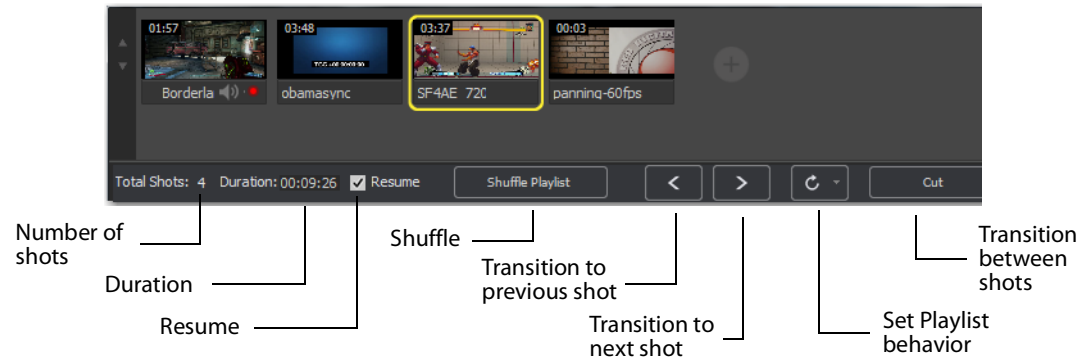 01:57
03:48
03:37
00:03
Borderla
obamasync
SF4AE 720
panning-60fps
Total Shots: 4
Duration: 00:09:26
Resume
Shuffle Playlist
Cut
Number of
shots
Duration
Resume
Shuffle
Transition to
previous shot
Transition to
next shot
Set Playlist
behavior
Transition
between
shots